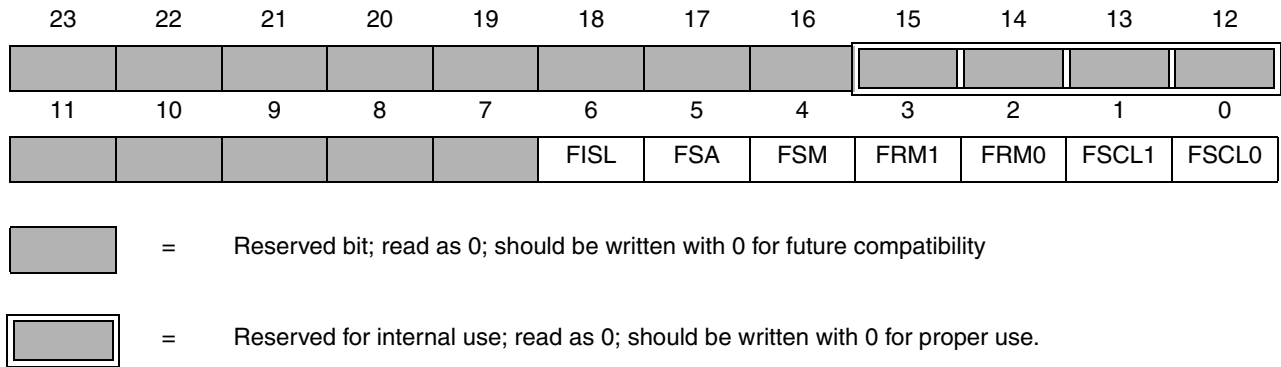 23 22 21 20 19 18 17 16 15 14 13 12
11 10 9 8 7 6 5 4 3 2 1 0
FISL FSA FSM FRM1 FRM0 FSCL1 FSCL0
= Reserved bit; read as 0; should be written with 0 for future compatibility
= Reserved for internal use; read as 0; should be written with 0 for proper use.